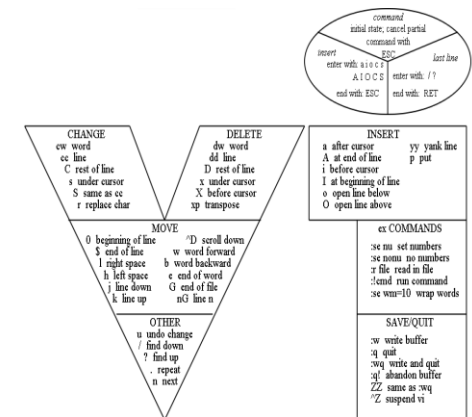 command
initial state, cancel partial
command with
ESC
insert
enter with: a i o c s
A I O C S
end with: ESC
last line
enter with: / ?
end with: RET
CHANGE
cw word
cc line
C rest of line
s under cursor
S same as cc
r replace char
DELETE
dw word
dd line
D rest of line
x under cursor
X before cursor
xp transpose
INSERT
a after cursor
A at end of line
i before cursor
I at beginning of line
o open line below
O open line above
yy yank line
p put
MOVE
0 beginning of line
$ end of line
l right space
h left space
j line down
k line up
^D scroll down
w word forward
b word backward
e end of word
G end of file
nG line n
ex COMMANDS
:se nu set numbers
:se nonu no numbers
:r file read in file
:!cmd run command
:se wm=10 wrap words
OTHER
u undo change
/ find down
? find up
. repeat
n next
SAVE/QUIT
:w write buffer
:q quit
:wq write and quit
:q! abandon buffer
ZZ same as :wq
^Z suspend vi